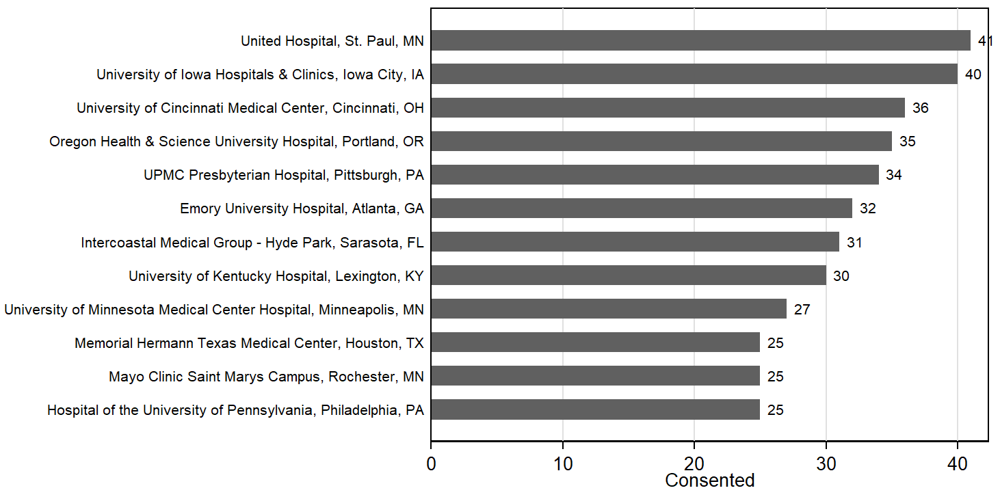 United Hospital, St. Paul, MN 41
University of Iowa Hospitals & Clinics, Iowa City, IA 40
University of Cincinnati Medical Center, Cincinnati, OH 36
Oregon Health & Science University Hospital, Portland, OR 35
UPMC Presbyterian Hospital, Pittsburgh, PA 34
Emory University Hospital, Atlanta, GA 32
Intercoastal Medical Group - Hyde Park, Sarasota, FL 31
University of Kentucky Hospital, Lexington, KY 30
University of Minnesota Medical Center Hospital, Minneapolis, MN 27
Memorial Hermann Texas Medical Center, Houston, TX 25
Mayo Clinic Saint Marys Campus, Rochester, MN 25
Hospital of the University of Pennsylvania, Philadelphia, PA 25
0 10 20 30 40
Consented